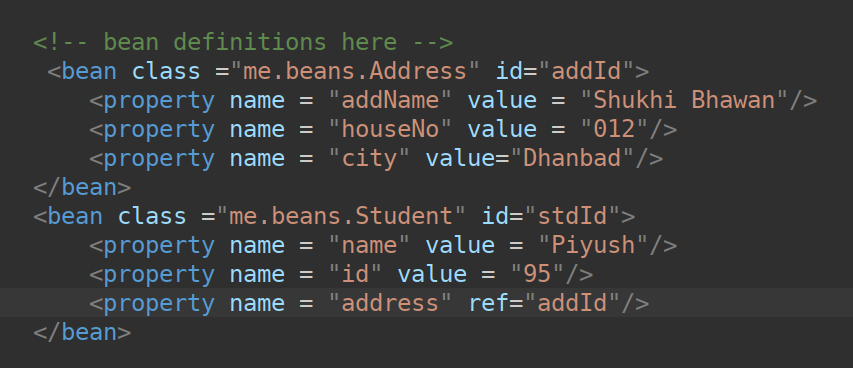 <!-- bean definitions here -->
<bean class ="me.beans.Address" id="addId">
<property name = "addName" value = "Shukhi Bhawan"/>
<property name = "houseNo" value = "012"/>
<property name = "city" value="Dhanbad"/>
</bean>
<bean class ="me.beans.Student" id="stdId">
<property name = "name" value = "Piyush"/>
<property name = "id" value = "95"/>
<property name = "address" ref="addId"/>
</bean>